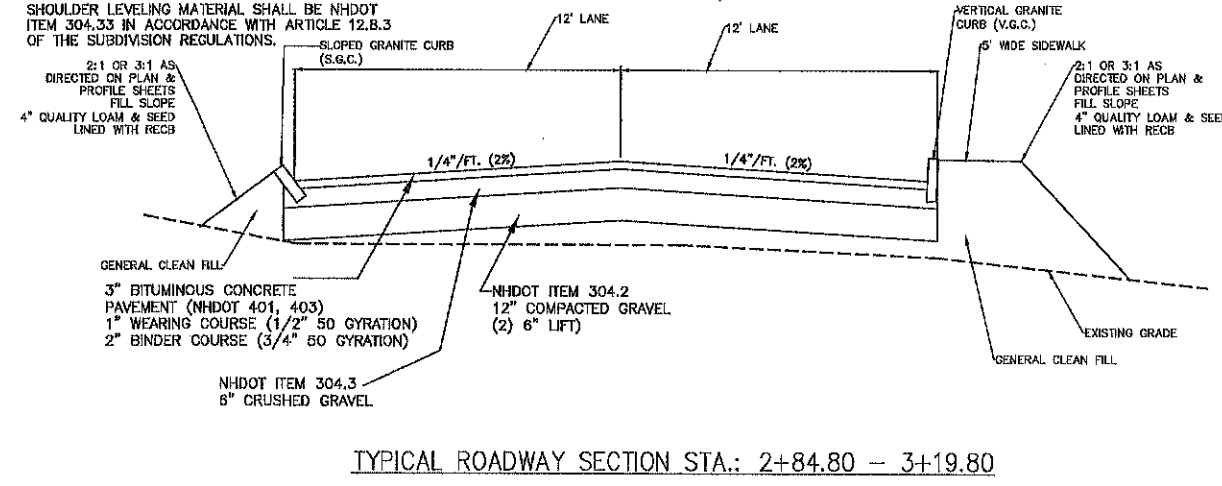 SHOULDER LEVELING MATERIAL SHALL BE NHDOT
ITEM 304.33 IN ACCORDANCE WITH ARTICLE 12.B.3
OF THE SUBDIVISION REGULATIONS.
SLOPED GRANITE CURB
(S.G.C.)
12' LANE
12' LANE
VERTICAL GRANITE
CURB (V.G.C.)
5' WIDE SIDEWALK
2:1 OR 3:1 AS
DIRECTED ON PLAN &
PROFILE SHEETS
FILL SLOPE
4" QUALITY LOAM & SEED
LINED WITH RECB
2:1 OR 3:1 AS
DIRECTED ON PLAN &
PROFILE SHEETS
FILL SLOPE
4" QUALITY LOAM & SEED
LINED WITH RECB
1/4"/FT. (2%)
1/4"/FT. (2%)
GENERAL CLEAN FILL
3" BITUMINOUS CONCRETE
PAVEMENT (NHDOT 401, 403)
1" WEARING COURSE (1/2" 50 GYRATION)
2" BINDER COURSE (3/4" 50 GYRATION)
NHDOT ITEM 304.2
12" COMPACTED GRAVEL
(2) 6" LIFT)
NHDOT ITEM 304.3
6" CRUSHED GRAVEL
EXISTING GRADE
GENERAL CLEAN FILL
TYPICAL ROADWAY SECTION STA.: 2+84.80 - 3+19.80